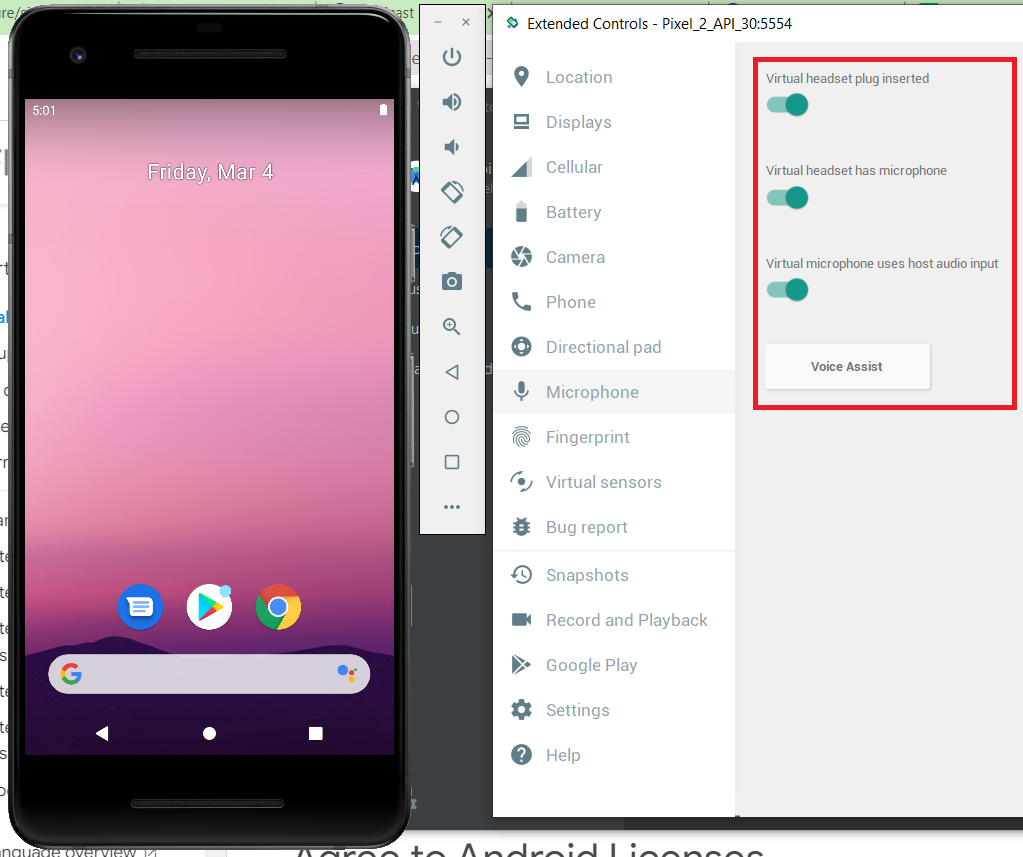 5:01
Friday, Mar 4
Extended Controls - Pixel_2_API_30:5554
Location
Displays
Cellular
Battery
Camera
Phone
Directional pad
Microphone
Fingerprint
Virtual sensors
Bug report
Snapshots
Record and Playback
Google Play
Settings
Help
Virtual headset plug inserted
Virtual headset has microphone
Virtual microphone uses host audio input
Voice Assist
anguage overview
Agree to Android Licenses